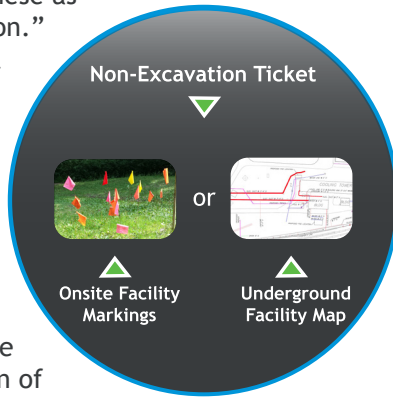 these as
on.”
Non-Excavation Ticket
or
Onsite Facility
Markings
Underground
Facility Map
e
n of